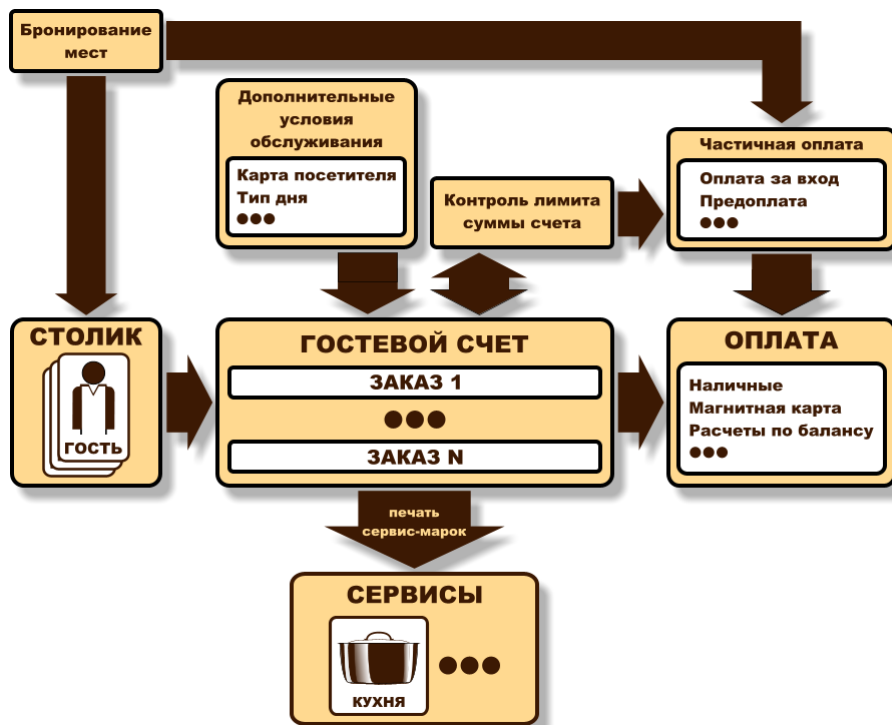 Бронирование
мест
Дополнительные
условия
обслуживания
Карта посетителя
Тип дня
●●●
Контроль лимита
суммы счета
Частичная оплата
Оплата за вход
Предоплата
●●●
СТОЛИК
ГОСТЬ
ГОСТЕВОЙ СЧЕТ
ЗАКАЗ 1
●●●
ЗАКАЗ N
ОПЛАТА
Наличные
Магнитная карта
Расчеты по балансу
●●●
печать
сервис-марок
СЕРВИСЫ
КУХНЯ
●●●